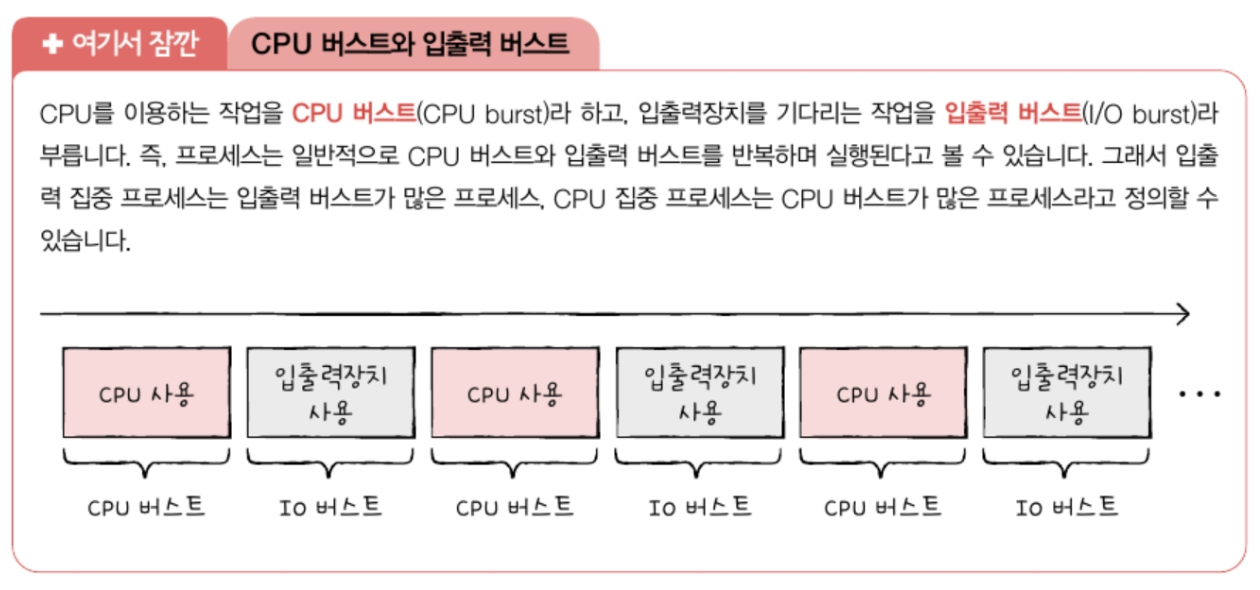 ✚ 여기서 잠깐 CPU 버스트와 입출력 버스트
CPU를 이용하는 작업을 CPU 버스트(CPU burst)라 하고, 입출력장치를 기다리는 작업을 입출력 버스트(I/O burst)라
부릅니다. 즉, 프로세스는 일반적으로 CPU 버스트와 입출력 버스트를 반복하며 실행된다고 볼 수 있습니다. 그래서 입출
력 집중 프로세스는 입출력 버스트가 많은 프로세스, CPU 집중 프로세스는 CPU 버스트가 많은 프로세스라고 정의할 수
있습니다.
CPU 사용
입출력장치
사용
CPU 사용
입출력장치
사용
CPU 사용
입출력장치
사용
...
CPU 버스트
IO 버스트
CPU 버스트
IO 버스트
CPU 버스트
IO 버스트